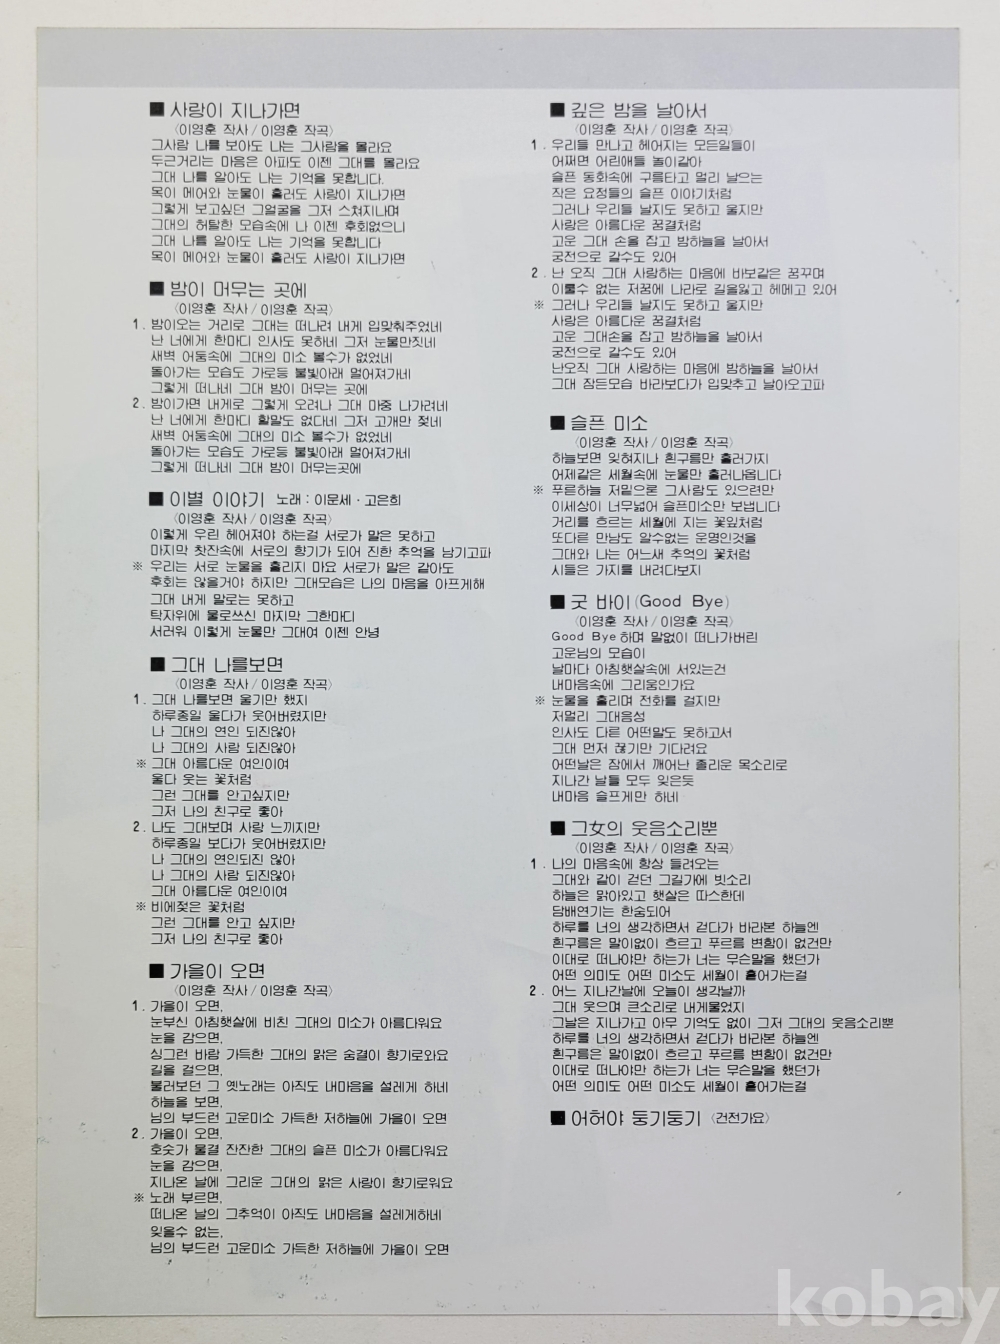 ■ 사랑이 지나가면
〈이영훈 작사 / 이영훈 작곡〉
그사람 나를 보아도 나는 그사람을 몰라요
두근거리는 마음은 아파도 이젠 그대를 몰라요
그대 나를 알아도 나는 기억을 못합니다.
목이 메어와 눈물이 흘러도 사랑이 지나가면
그렇게 보고싶던 그얼굴을 그저 스쳐지나며
그대의 허탈한 모습속에 나 이젠 후회없으니
그대 나를 알아도 나는 기억을 못합니다
목이 메어와 눈물이 흘러도 사랑이 지나가면
■ 밤이 머무는 곳에
〈이영훈 작사 / 이영훈 작곡〉
1. 밤이오는 거리로 그대는 떠나려 내게 입맞춰주었네
난 너에게 한마디 인사도 못하네 그저 눈물만짓네
새벽 어둠속에 그대의 미소 볼수가 없었네
돌아가는 모습도 가로등 불빛아래 멀어져가네
그렇게 떠나네 그대 밤이 머무는 곳에
2. 밤이가면 내게로 그렇게 오려나 그대 마중 나가려네
난 너에게 한마디 할말도 없다네 그저 고개만 젖네
새벽 어둠속에 그대의 미소 볼수가 없었네
돌아가는 모습도 가로등 불빛아래 멀어져가네
그렇게 떠나네 그대 밤이 머무는곳에
■ 이별 이야기 노래 : 이문세 · 고은희
〈이영훈 작사 / 이영훈 작곡〉
이렇게 우린 헤어져야 하는걸 서로가 말은 못하고
마지막 찻잔속에 서로의 향기가 되어 진한 추억을 남기고파
※ 우리는 서로 눈물을 흘리지 마요 서로가 말은 같아도
후회는 않을거야 하지만 그대모습은 나의 마음을 아프게해
그대 내게 말로는 못하고
탁자위에 물로쓰신 마지막 그한마디
서러워 이렇게 눈물만 그대여 이젠 안녕
■ 그대 나를보면
〈이영훈 작사 / 이영훈 작곡〉
1. 그대 나를보면 울기만 했지
하루종일 울다가 웃어버렸지만
나 그대의 연인 되진않아
나 그대의 사람 되진않아
※ 그대 아름다운 여인이여
울다 웃는 꽃처럼
그런 그대를 안고싶지만
그저 나의 친구로 좋아
2. 나도 그대보며 사랑 느끼지만
하루종일 보다가 웃어버렸지만
나 그대의 연인되진 않아
나 그대의 사람 되진않아
그대 아름다운 여인이여
※ 비에젖은 꽃처럼
그런 그대를 안고 싶지만
그저 나의 친구로 좋아
■ 가을이 오면
〈이영훈 작사 / 이영훈 작곡〉
1. 가을이 오면,
눈부신 아침햇살에 비친 그대의 미소가 아름다워요
눈을 감으면,
싱그런 바람 가득한 그대의 맑은 숨결이 향기로와요
길을 걸으면,
불러보던 그 옛노래는 아직도 내마음을 설레게 하네
하늘을 보면,
님의 부드런 고운미소 가득한 저하늘에 가을이 오면
2. 가을이 오면,
호숫가 물결 잔잔한 그대의 슬픈 미소가 아름다워요
눈을 감으면,
지나온 날에 그리운 그대의 맑은 사랑이 향기로워요
※ 노래 부르면,
떠나온 날의 그추억이 아직도 내마음을 설레게하네
잊을수 없는,
님의 부드런 고운미소 가득한 저하늘에 가을이 오면
■ 깊은 밤을 날아서
〈이영훈 작사 / 이영훈 작곡〉
1. 우리들 만나고 헤어지는 모든일들이
어쩌면 어린애들 놀이같아
슬픈 동화속에 구름타고 멀리 날으는
작은 요정들의 슬픈 이야기처럼
그러나 우리들 날지도 못하고 울지만
사랑은 아름다운 꿈결처럼
고운 그대 손을 잡고 밤하늘을 날아서
궁전으로 갈수도 있어
2. 난 오직 그대 사랑하는 마음에 바보같은 꿈꾸며
이룰수 없는 저꿈에 나라로 길을잃고 헤메고 있어
※ 그러나 우리들 날지도 못하고 울지만
사랑은 아름다운 꿈결처럼
고운 그대손을 잡고 밤하늘을 날아서
궁전으로 갈수도 있어
난오직 그대 사랑하는 마음에 밤하늘을 날아서
그대 잠든모습 바라보다가 입맞추고 날아오고파
■ 슬픈 미소
〈이영훈 작사 / 이영훈 작곡〉
하늘보면 잊혀지나 흰구름만 흘러가지
어제같은 세월속에 눈물만 흘러나옵니다
※ 푸른하늘 저밑으론 그사람도 있으련만
이세상이 너무넓어 슬픈미소만 보냅니다
거리를 흐르는 세월에 지는 꽃잎처럼
또다른 만남도 알수없는 운명인것을
그대와 나는 어느새 추억의 꽃처럼
시들은 가지를 내려다보지
■ 굿 바이 (Good Bye)
〈이영훈 작사 / 이영훈 작곡〉
Good Bye하며 말없이 떠나가버린
고운님의 모습이
날마다 아침햇살속에 서있는건
내마음속에 그리움인가요
※ 눈물을 흘리며 전화를 걸지만
저멀리 그대음성
인사도 다른 어떤말도 못하고서
그대 먼저 끊기만 기다려요
어떤날은 잠에서 깨어난 졸리운 목소리로
지나간 날들 모두 잊은듯
내마음 슬프게만 하네
■ 그女의 웃음소리뿐
〈이영훈 작사 / 이영훈 작곡〉
1. 나의 마음속에 항상 들려오는
그대와 같이 걷던 그길가에 빗소리
하늘은 맑아있고 햇살은 따스한데
담배연기는 한숨되어
하루를 너의 생각하면서 걷다가 바라본 하늘엔
흰구름은 말이없이 흐르고 푸르름 변함이 없건만
이대로 떠나야만 하는가 너는 무슨말을 했던가
어떤 의미도 어떤 미소도 세월이 흩어가는걸
2. 어느 지나간날에 오늘이 생각날까
그대 웃으며 큰소리로 내게물었지
그날은 지나가고 아무 기억도 없이 그저 그대의 웃음소리뿐
하루를 너의 생각하면서 걷다가 바라본 하늘엔
흰구름은 말이없이 흐르고 푸르름 변함이 없건만
이대로 떠나야만 하는가 너는 무슨말을 했던가
어떤 의미도 어떤 미소도 세월이 흩어가는걸
■ 어허야 둥기둥기 〈건전가요〉
kobay